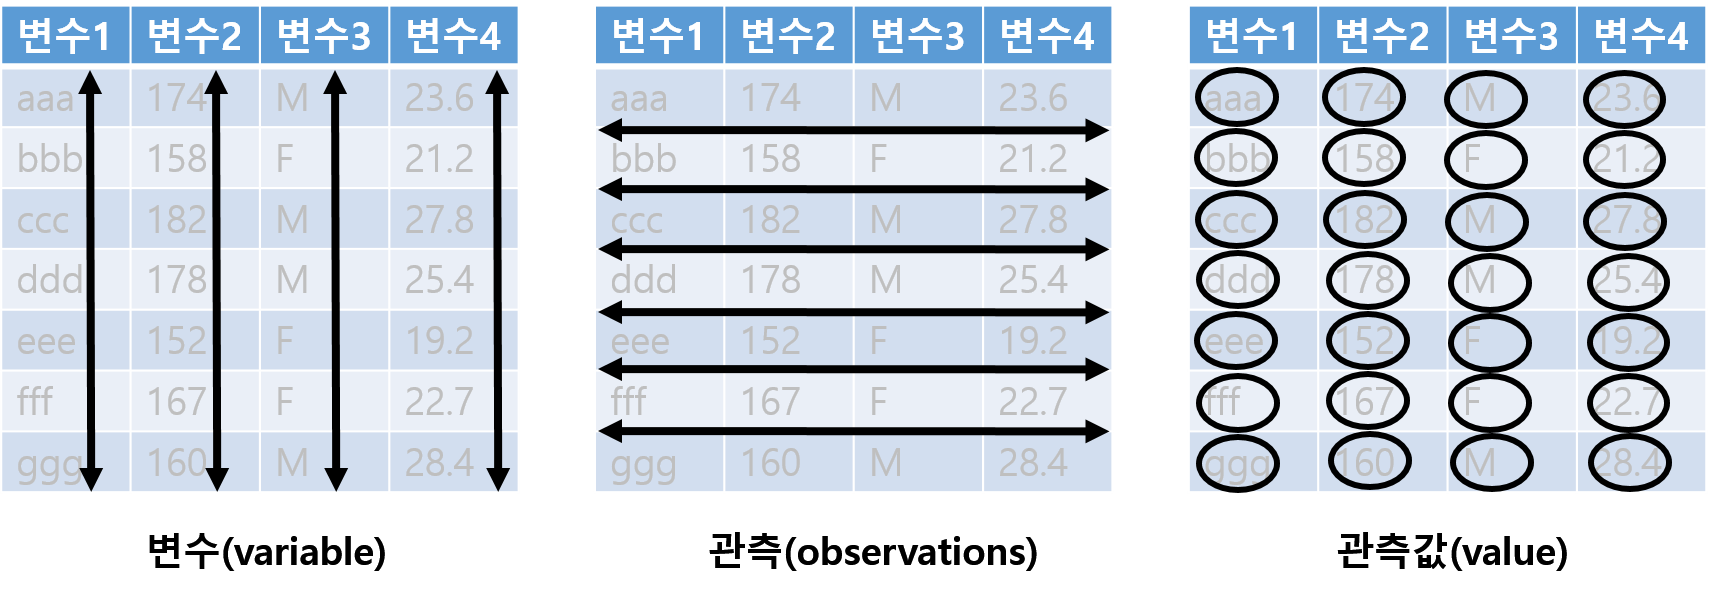 변수1 변수2 변수3 변수4
aaa 174 M 23.6
bbb 158 F 21.2
ccc 182 M 27.8
ddd 178 M 25.4
eee 152 F 19.2
fff 167 F 22.7
ggg 160 M 28.4
변수(variable)
변수1 변수2 변수3 변수4
aaa 174 M 23.6
bbb 158 F 21.2
ccc 182 M 27.8
ddd 178 M 25.4
eee 152 F 19.2
fff 167 F 22.7
ggg 160 M 28.4
관측(observations)
변수1 변수2 변수3 변수4
aaa 174 M 23.6
bbb 158 F 21.2
ccc 182 M 27.8
ddd 178 M 25.4
eee 152 F 19.2
fff 167 F 22.7
ggg 160 M 28.4
관측값(value)